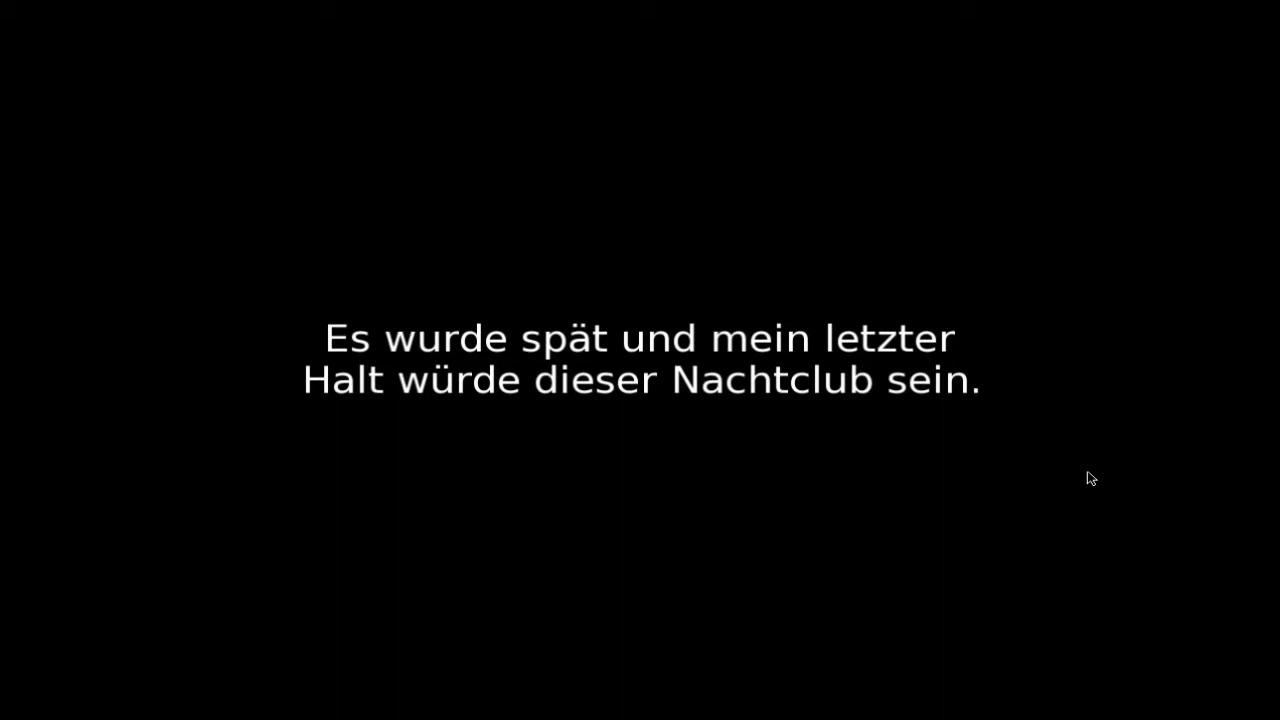 Es wurde spät und mein letzter
Halt würde dieser Nachtclub sein.